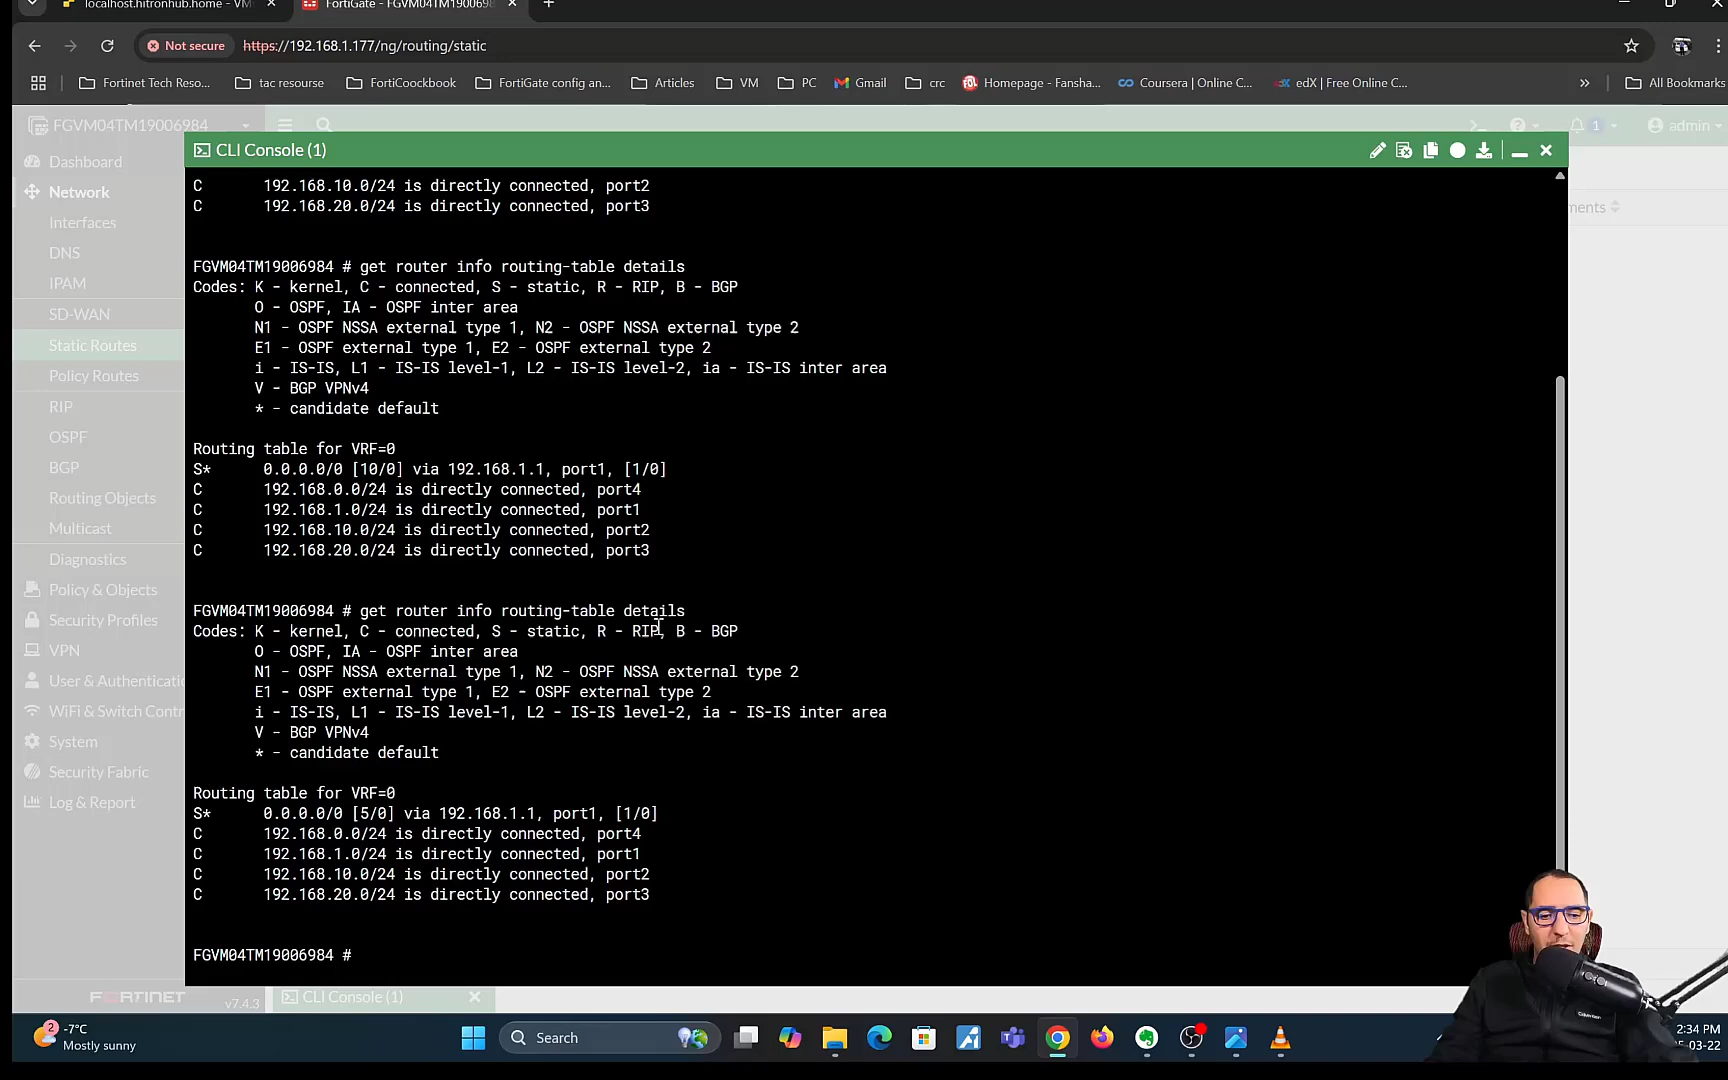 localhost.hitronhub.home - VM
FortiGate - FGVM04TM1900698
Not secure
https://192.168.1.177/ng/routing/static
Fortinet Tech Reso...
tac resourse
FortiCoockbook
FortiGate config an...
Articles
VM
PC
Gmail
crc
Homepage - Fansha...
Coursera | Online C...
edX | Free Online C...
»
All Bookmarks
FGVM04TM19006984
1
admin
CLI Console (1)
Dashboard
Network
Interfaces
DNS
IPAM
SD-WAN
Static Routes
Policy Routes
RIP
OSPF
BGP
Routing Objects
Multicast
Diagnostics
Policy & Objects
Security Profiles
VPN
User & Authenticati
WiFi & Switch Contr
System
Security Fabric
Log & Report
ments
C 192.168.10.0/24 is directly connected, port2
C 192.168.20.0/24 is directly connected, port3
FGVM04TM19006984 # get router info routing-table details
Codes: K - kernel, C - connected, S - static, R - RIP, B - BGP
O - OSPF, IA - OSPF inter area
N1 - OSPF NSSA external type 1, N2 - OSPF NSSA external type 2
E1 - OSPF external type 1, E2 - OSPF external type 2
i - IS-IS, L1 - IS-IS level-1, L2 - IS-IS level-2, ia - IS-IS inter area
V - BGP VPNv4
* - candidate default
Routing table for VRF=0
S* 0.0.0.0/0 [10/0] via 192.168.1.1, port1, [1/0]
C 192.168.0.0/24 is directly connected, port4
C 192.168.1.0/24 is directly connected, port1
C 192.168.10.0/24 is directly connected, port2
C 192.168.20.0/24 is directly connected, port3
FGVM04TM19006984 # get router info routing-table details
Codes: K - kernel, C - connected, S - static, R - RIP, B - BGP
O - OSPF, IA - OSPF inter area
N1 - OSPF NSSA external type 1, N2 - OSPF NSSA external type 2
E1 - OSPF external type 1, E2 - OSPF external type 2
i - IS-IS, L1 - IS-IS level-1, L2 - IS-IS level-2, ia - IS-IS inter area
V - BGP VPNv4
* - candidate default
Routing table for VRF=0
S* 0.0.0.0/0 [5/0] via 192.168.1.1, port1, [1/0]
C 192.168.0.0/24 is directly connected, port4
C 192.168.1.0/24 is directly connected, port1
C 192.168.10.0/24 is directly connected, port2
C 192.168.20.0/24 is directly connected, port3
FGVM04TM19006984 #
FORTINET
v7.4.3
CLI Console (1)
2
-7°C
Mostly sunny
Search
2:34 PM
5-03-22